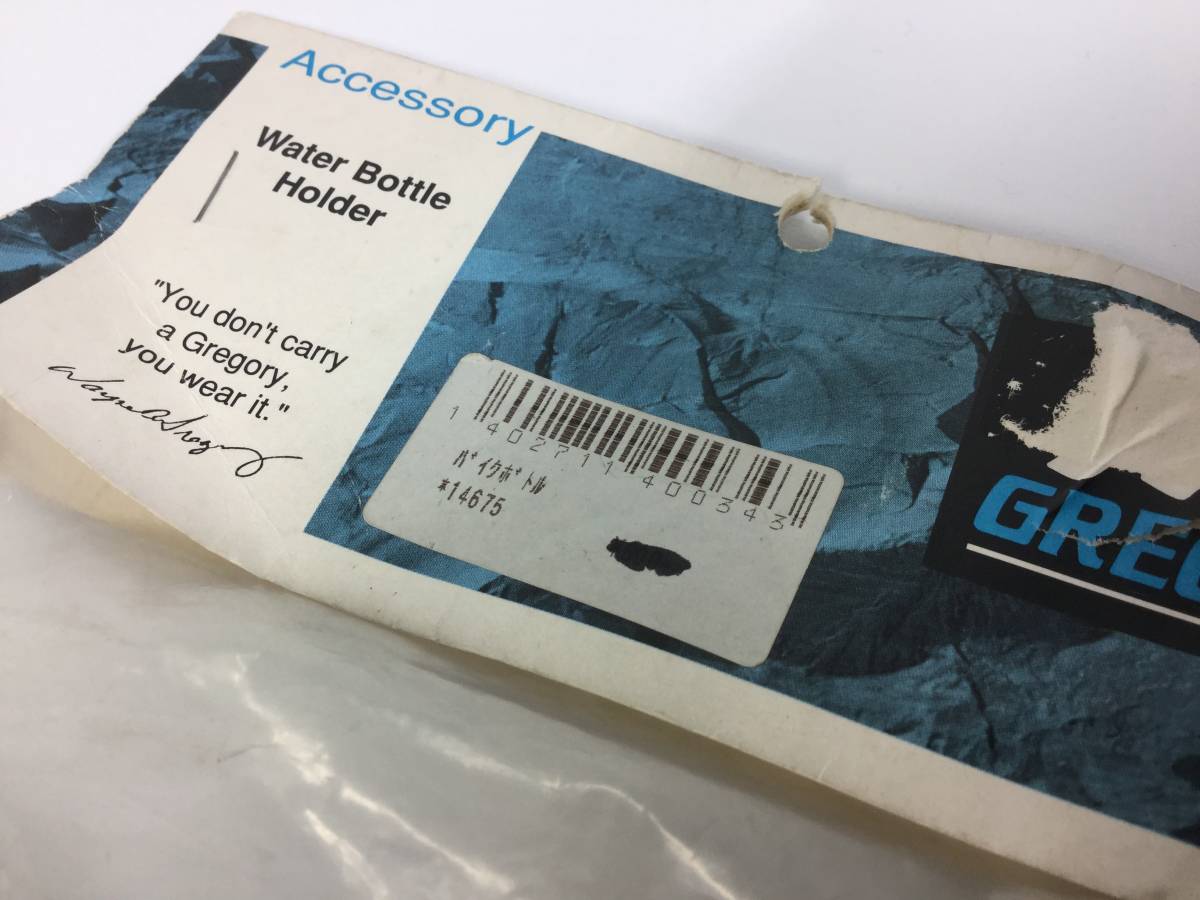 Accessory
Water Bottle
Holder
"You don't carry
a Gregory,
you wear it."
1 402711 400343
ﾊﾞｲｸﾎﾞﾄﾙ
*14675
GREG